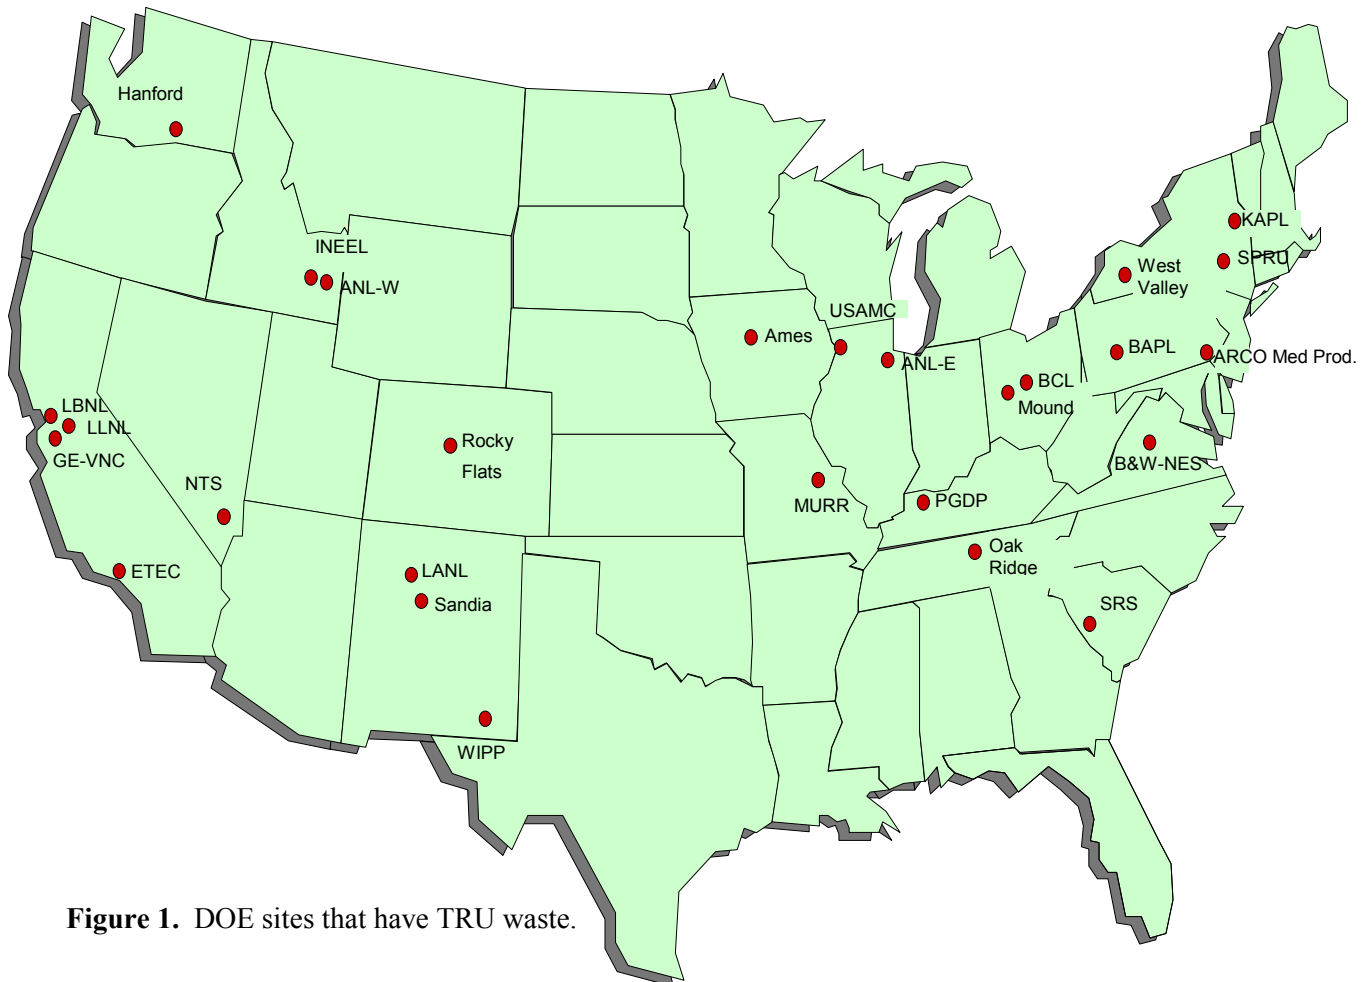 Hanford
KAPL
INEEL
SPRU
West
Valley
ANL-W
USAMC
Ames
BAPL
ARCO Med Prod.
ANL-E
BCL
Mound
LBNL
LLNL
GE-VNC
Rocky
Flats
B&W-NES
NTS
MURR
PGDP
Oak
Ridge
ETEC
LANL
Sandia
SRS
WIPP
Figure 1. DOE sites that have TRU waste.